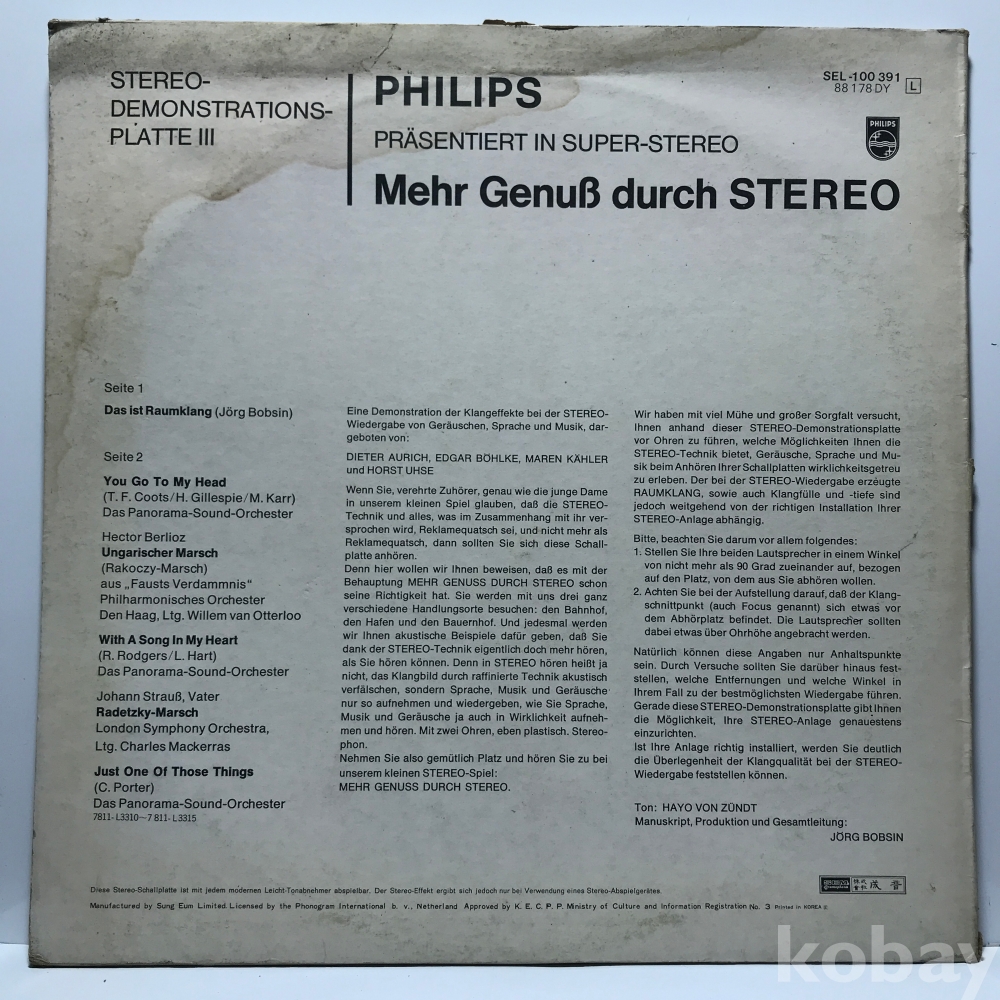 STEREO-
DEMONSTRATIONS-
PLATTE III
PHILIPS
PRÄSENTIERT IN SUPER-STEREO
Mehr Genuß durch STEREO
SEL-100 391
88 178 DY
L
PHILIPS
Seite 1
Das ist Raumklang (Jörg Bobsin)
Seite 2
You Go To My Head
(T. F. Coots/H. Gillespie/M. Karr)
Das Panorama-Sound-Orchester
Hector Berlioz
Ungarischer Marsch
(Rakoczy-Marsch)
aus „Fausts Verdammnis"
Philharmonisches Orchester
Den Haag, Ltg. Willem van Otterloo
With A Song In My Heart
(R. Rodgers/L. Hart)
Das Panorama-Sound-Orchester
Johann Strauß, Vater
Radetzky-Marsch
London Symphony Orchestra,
Ltg. Charles Mackerras
Just One Of Those Things
(C. Porter)
Das Panorama-Sound-Orchester
7811-L3310~7811-L3315
Eine Demonstration der Klangeffekte bei der STEREO-
Wiedergabe von Geräuschen, Sprache und Musik, dar-
geboten von:
DIETER AURICH, EDGAR BÖHLKE, MAREN KÄHLER
und HORST UHSE
Wenn Sie, verehrte Zuhörer, genau wie die junge Dame
in unserem kleinen Spiel glauben, daß die STEREO-
Technik und alles, was im Zusammenhang mit ihr ver-
sprochen wird, Reklamequatsch sei, und nicht mehr als
Reklamequatsch, dann sollten Sie sich diese Schall-
platte anhören.
Denn hier wollen wir Ihnen beweisen, daß es mit der
Behauptung MEHR GENUSS DURCH STEREO schon
seine Richtigkeit hat. Sie werden mit uns drei ganz
verschiedene Handlungsorte besuchen: den Bahnhof,
den Hafen und den Bauernhof. Und jedesmal werden
wir Ihnen akustische Beispiele dafür geben, daß Sie
dank der STEREO-Technik eigentlich doch mehr hören,
als Sie hören können. Denn in STEREO hören heißt ja
nicht, das Klangbild durch raffinierte Technik akustisch
verfälschen, sondern Sprache, Musik und Geräusche
nur so aufnehmen und wiedergeben, wie Sie Sprache,
Musik und Geräusche ja auch in Wirklichkeit aufneh-
men und hören. Mit zwei Ohren, eben plastisch. Stereo-
phon.
Nehmen Sie also gemütlich Platz und hören Sie zu bei
unserem kleinen STEREO-Spiel:
MEHR GENUSS DURCH STEREO.
Wir haben mit viel Mühe und großer Sorgfalt versucht,
Ihnen anhand dieser STEREO-Demonstrationsplatte
vor Ohren zu führen, welche Möglichkeiten Ihnen die
STEREO-Technik bietet, Geräusche, Sprache und Mu-
sik beim Anhören Ihrer Schallplatten wirklichkeitsgetreu
zu erleben. Der bei der STEREO-Wiedergabe erzeugte
RAUMKLANG, sowie auch Klangfülle und -tiefe sind
jedoch weitgehend von der richtigen Installation Ihrer
STEREO-Anlage abhängig.
Bitte, beachten Sie darum vor allem folgendes:
1. Stellen Sie Ihre beiden Lautsprecher in einem Winkel
von nicht mehr als 90 Grad zueinander auf, bezogen
auf den Platz, von dem aus Sie abhören wollen.
2. Achten Sie bei der Aufstellung darauf, daß der Klang-
schnittpunkt (auch Focus genannt) sich etwas vor
dem Abhörplatz befindet. Die Lautsprecher sollten
dabei etwas über Ohrhöhe angebracht werden.
Natürlich können diese Angaben nur Anhaltspunkte
sein. Durch Versuche sollten Sie darüber hinaus fest-
stellen, welche Entfernungen und welche Winkel in
Ihrem Fall zu der bestmöglichsten Wiedergabe führen.
Gerade diese STEREO-Demonstrationsplatte gibt Ihnen
die Möglichkeit, Ihre STEREO-Anlage genauestens
einzurichten.
Ist Ihre Anlage richtig installiert, werden Sie deutlich
die Überlegenheit der Klangqualität bei der STEREO-
Wiedergabe feststellen können.
Ton: HAYO VON ZÜNDT
Manuskript, Produktion und Gesamtleitung:
JÖRG BOBSIN
Diese Stereo-Schallplatte ist mit jedem modernen Leicht-Tonabnehmer abspielbar. Der Stereo-Effekt ergibt sich jedoch nur bei Verwendung eines Stereo-Abspielgerätes.
Manufactured by Sung Eum Limited. Licensed by the Phonogram International b. v., Netherland Approved by K. E. C. P. P. Ministry of Culture and Information Registration No. 3 Printed in KOREA ⓔ
株式會社 成音
kobay